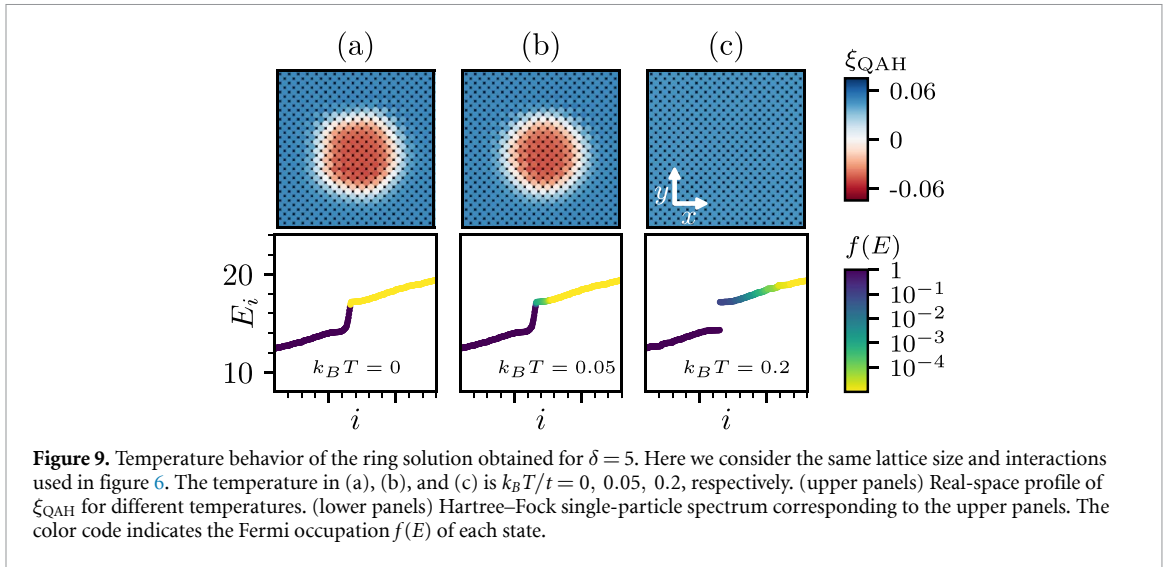 (a) (b) (c)
ξQAH
0.06
0
-0.06
y
x
f(E)
1
10⁻¹
10⁻²
10⁻³
10⁻⁴
20
E_i
10
k_BT = 0
k_BT = 0.05
k_BT = 0.2
i i i
Figure 9. Temperature behavior of the ring solution obtained for δ = 5. Here we consider the same lattice size and interactions
used in figure 6. The temperature in (a), (b), and (c) is k_BT/t = 0, 0.05, 0.2, respectively. (upper panels) Real-space profile of
ξQAH for different temperatures. (lower panels) Hartree–Fock single-particle spectrum corresponding to the upper panels. The
color code indicates the Fermi occupation f(E) of each state.